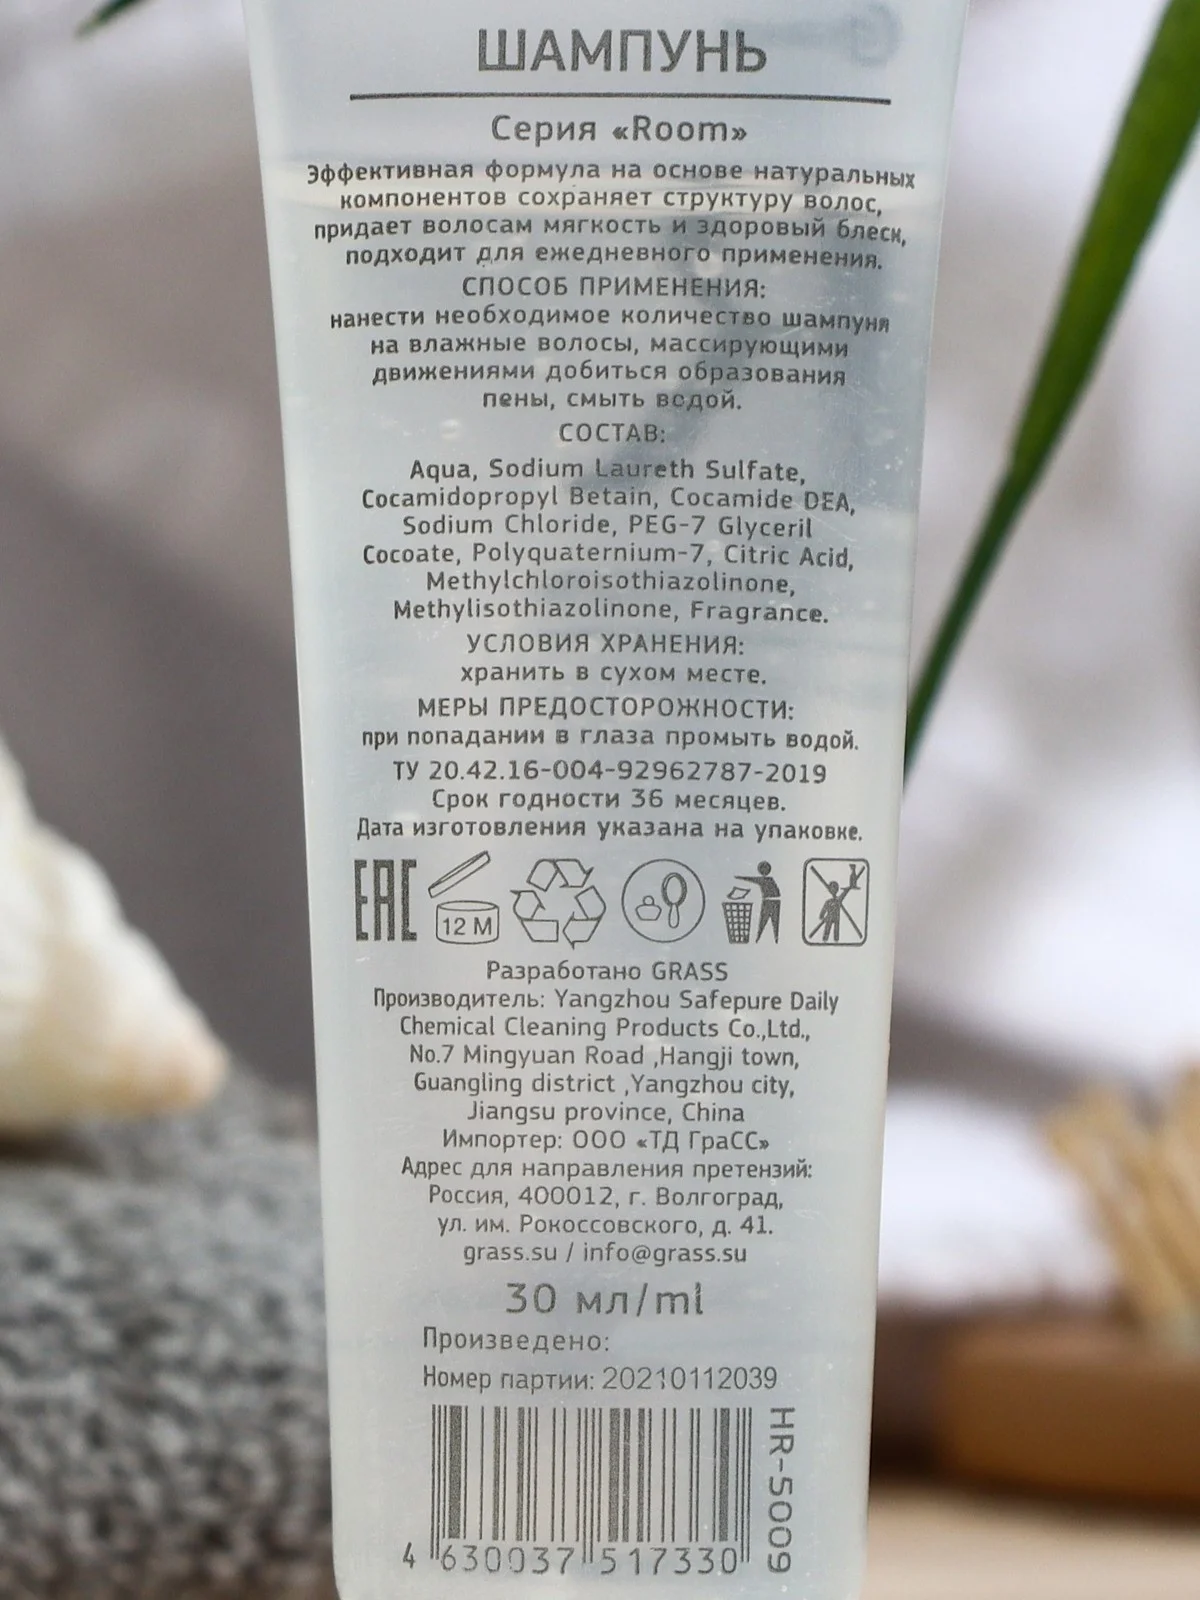 ШАМПУНЬ
Серия «Room»
Эффективная формула на основе натуральных
компонентов сохраняет структуру волос,
придает волосам мягкость и здоровый блеск,
подходит для ежедневного применения.
СПОСОБ ПРИМЕНЕНИЯ:
нанести необходимое количество шампуня
на влажные волосы, массирующими
движениями добиться образования
пены, смыть водой.
СОСТАВ:
Aqua, Sodium Laureth Sulfate,
Cocamidopropyl Betain, Cocamide DEA,
Sodium Chloride, PEG-7 Glyceril
Cocoate, Polyquaternium-7, Citric Acid,
Methylchloroisothiazolinone,
Methylisothiazolinone, Fragrance.
УСЛОВИЯ ХРАНЕНИЯ:
хранить в сухом месте.
МЕРЫ ПРЕДОСТОРОЖНОСТИ:
при попадании в глаза промыть водой.
ТУ 20.42.16-004-92962787-2019
Срок годности 36 месяцев.
Дата изготовления указана на упаковке.
EAC 12 M
Разработано GRASS
Производитель: Yangzhou Safepure Daily
Chemical Cleaning Products Co.,Ltd.,
No.7 Mingyuan Road ,Hangji town,
Guangling district ,Yangzhou city,
Jiangsu province, China
Импортер: ООО «ТД ГраСС»
Адрес для направления претензий:
Россия, 400012, г. Волгоград,
ул. им. Рокоссовского, д. 41.
grass.su / info@grass.su
30 мл/ml
Произведено:
Номер партии: 20210112039
HR-5009
4 630037 517330